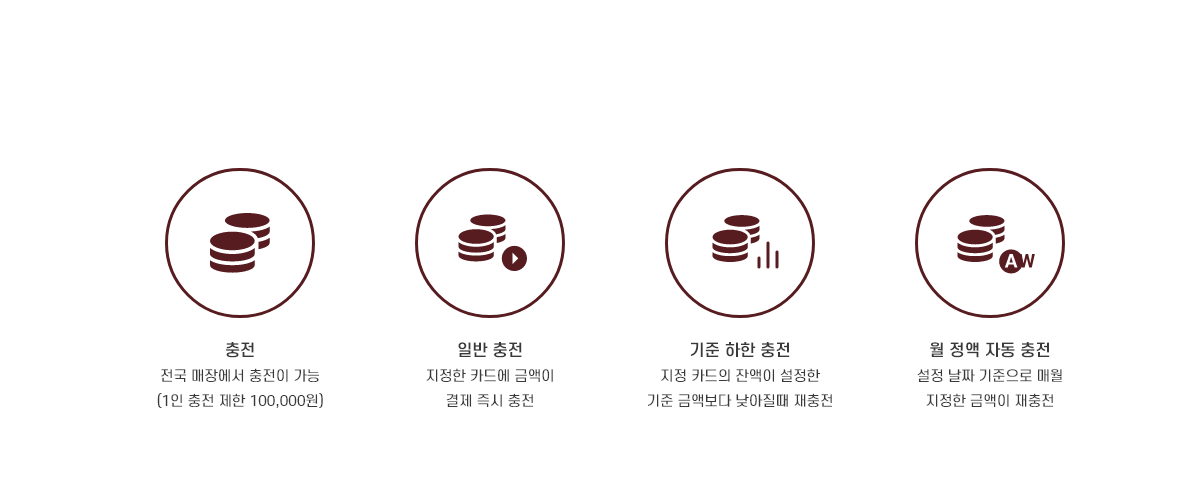 AW
충전
전국 매장에서 충전이 가능
(1인 충전 제한 100,000원)
일반 충전
지정한 카드에 금액이
결제 즉시 충전
기준 하한 충전
지정 카드의 잔액이 설정한
기준 금액보다 낮아질때 재충전
월 정액 자동 충전
설정 날짜 기준으로 매월
지정한 금액이 재충전